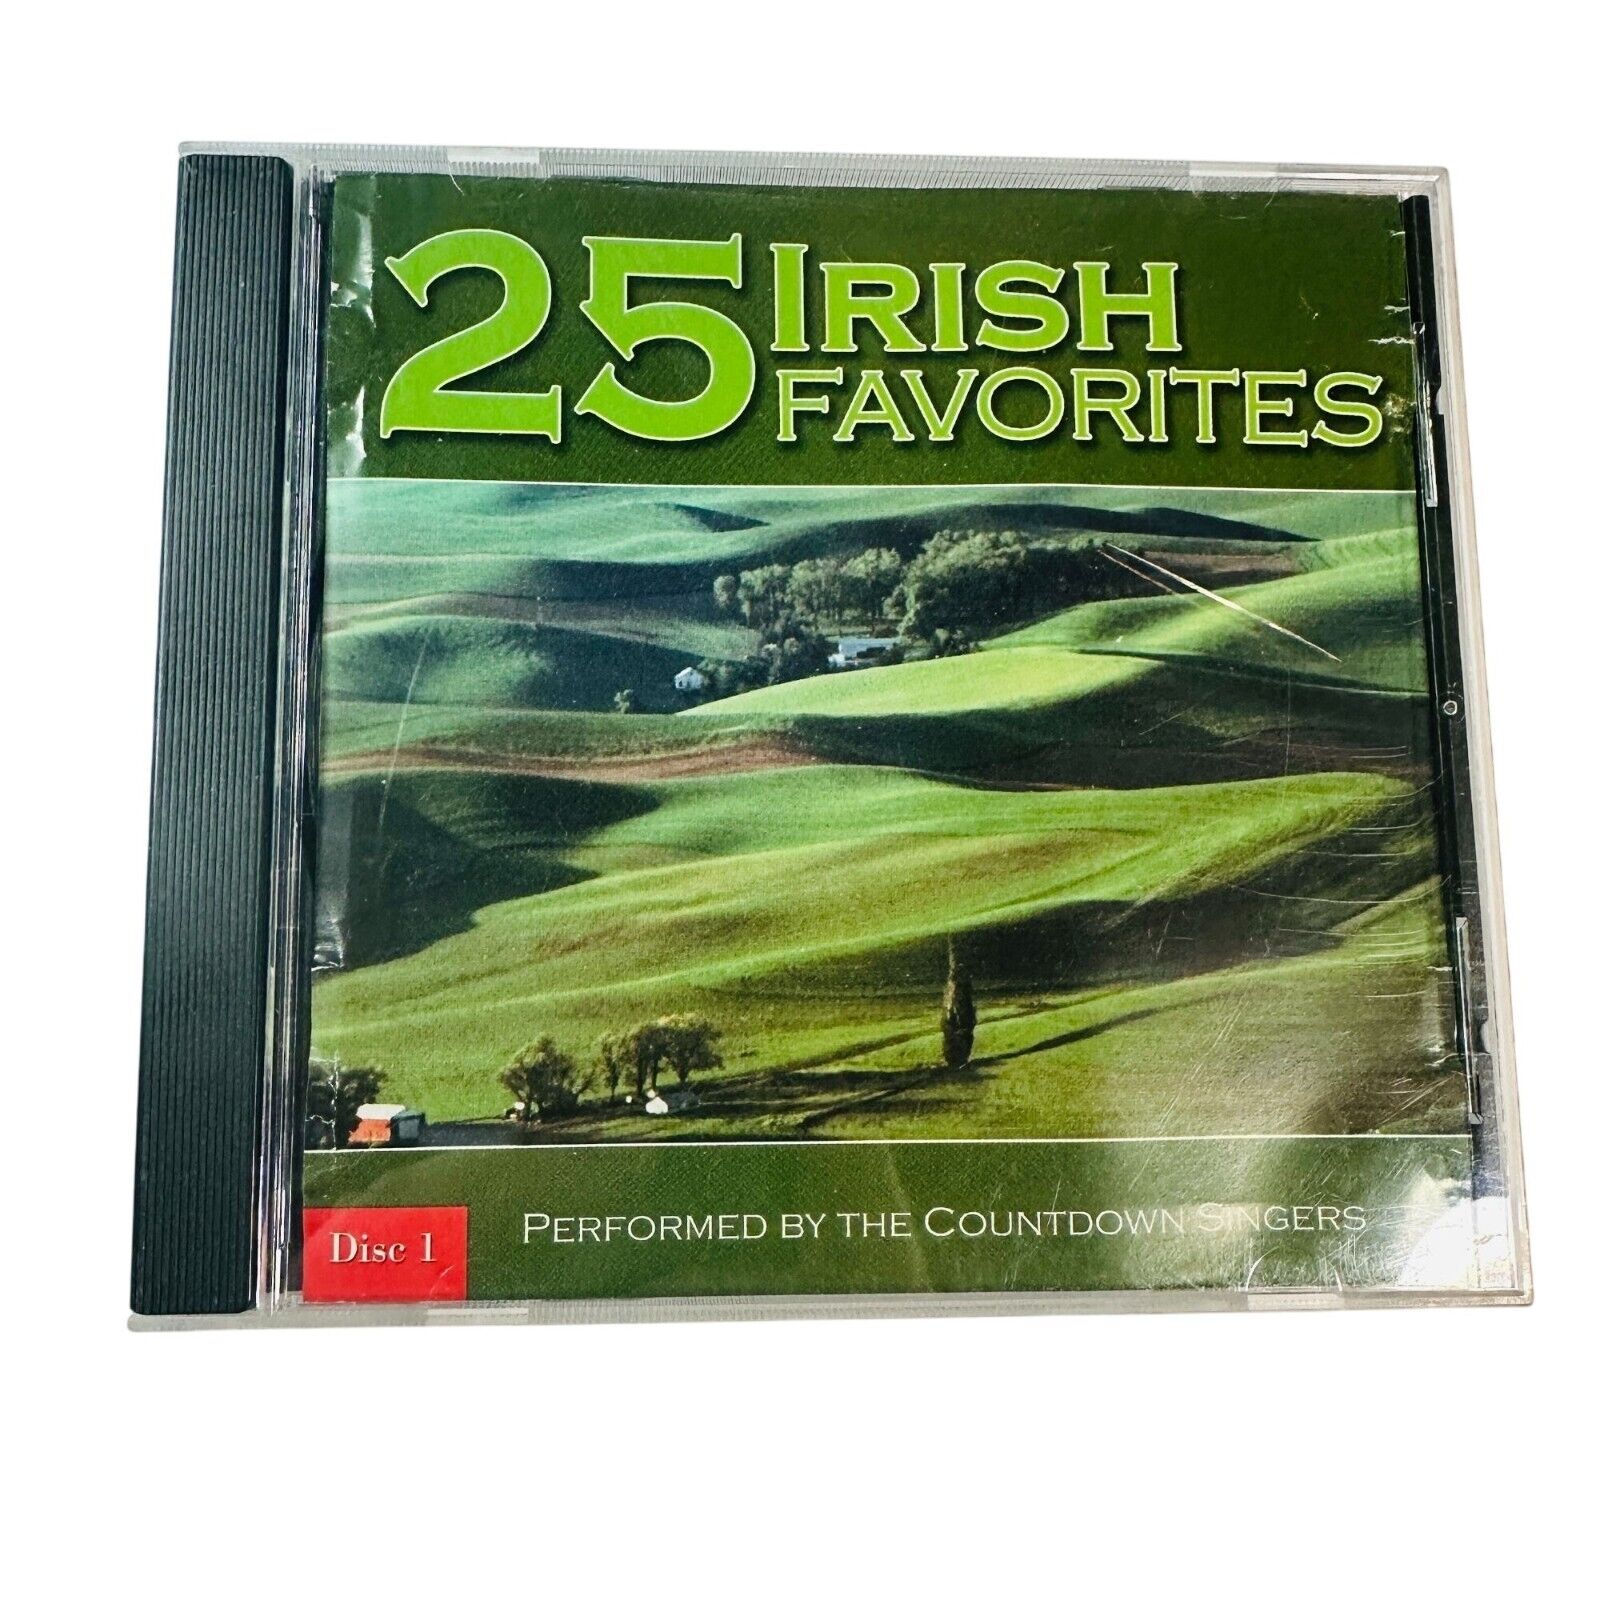 25 IRISH
FAVORITES
PERFORMED BY THE COUNTDOWN SINGERS
Disc 1